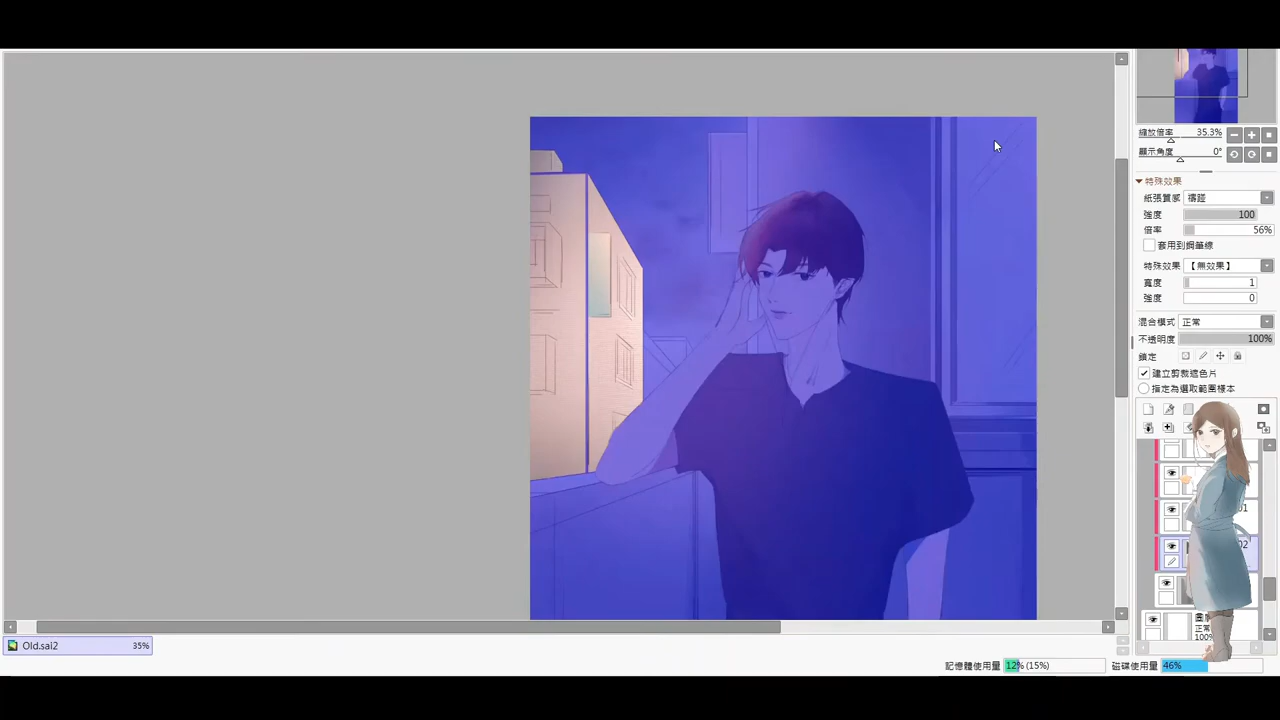 縮放倍率 35.3%
顯示角度 0°
特殊效果
紙張質感
強度 100
倍率 56%
套用到鋼筆線
特殊效果 【無效果】
寬度 1
強度 0
混合模式 正常
不透明度 100%
鎖定
建立剪裁遮色片
指定為選取範圍樣本
正常
100%
Old.sai2 35%
記憶體使用量 12% (15%) 磁碟使用量 46%